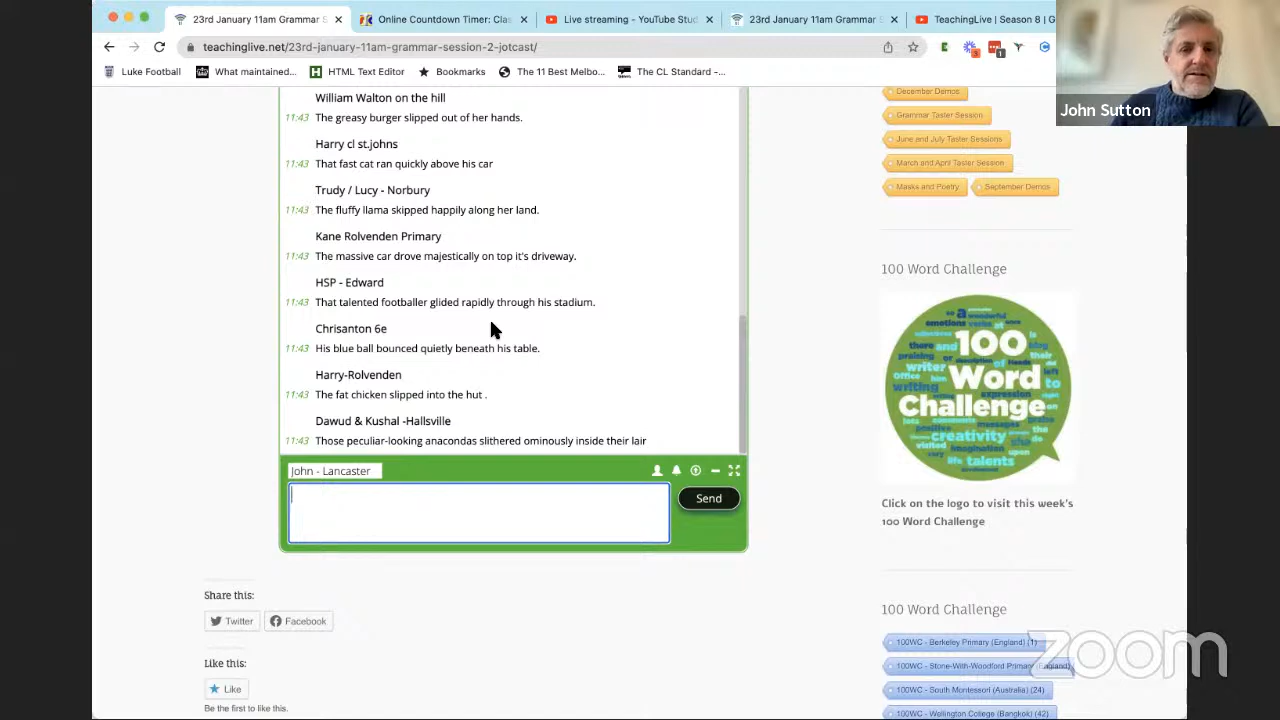 23rd January 11am Grammar S
Online Countdown Timer: Clas
Live streaming - YouTube Stud
23rd January 11am Grammar S
TeachingLive | Season 8 | G
teachinglive.net/23rd-january-11am-grammar-session-2-jotcast/
Luke Football
What maintained...
HTML Text Editor
Bookmarks
The 11 Best Melbo...
The CL Standard -...
John Sutton
William Walton on the hill
11:43 The greasy burger slipped out of her hands.
Harry cl st.johns
11:43 That fast cat ran quickly above his car
Trudy / Lucy - Norbury
11:43 The fluffy llama skipped happily along her land.
Kane Rolvenden Primary
11:43 The massive car drove majestically on top it's driveway.
HSP - Edward
11:43 That talented footballer glided rapidly through his stadium.
Chrisanton 6e
11:43 His blue ball bounced quietly beneath his table.
Harry-Rolvenden
11:43 The fat chicken slipped into the hut .
Dawud & Kushal -Hallsville
11:43 Those peculiar-looking anacondas slithered ominously inside their lair
John - Lancaster
Send
Share this:
Twitter
Facebook
Like this:
Like
Be the first to like this.
December Demos
Grammar Taster Session
June and July Taster Sessions
March and April Taster Session
Masks and Poetry
September Demos
100 Word Challenge
100
Word
Challenge
creativity
Click on the logo to visit this week's
100 Word Challenge
100 Word Challenge
100WC - Berkeley Primary (England) (1)
100WC - Stone-With-Woodford Primary (England)
100WC - South Montessori (Australia) (24)
100WC - Wellington College (Bangkok) (42)
zoom